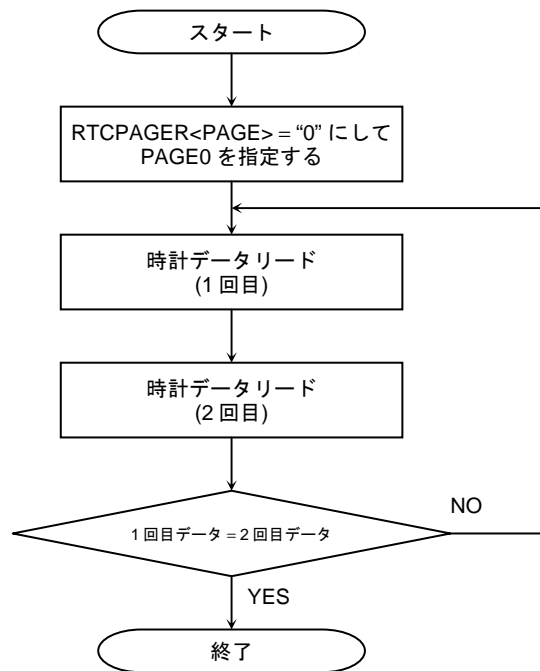 スタート
RTCPAGER<PAGE> = “0” にして
PAGE0 を指定する
時計データリード
(1 回目)
時計データリード
(2 回目)
1 回目データ = 2 回目データ
NO
YES
終了